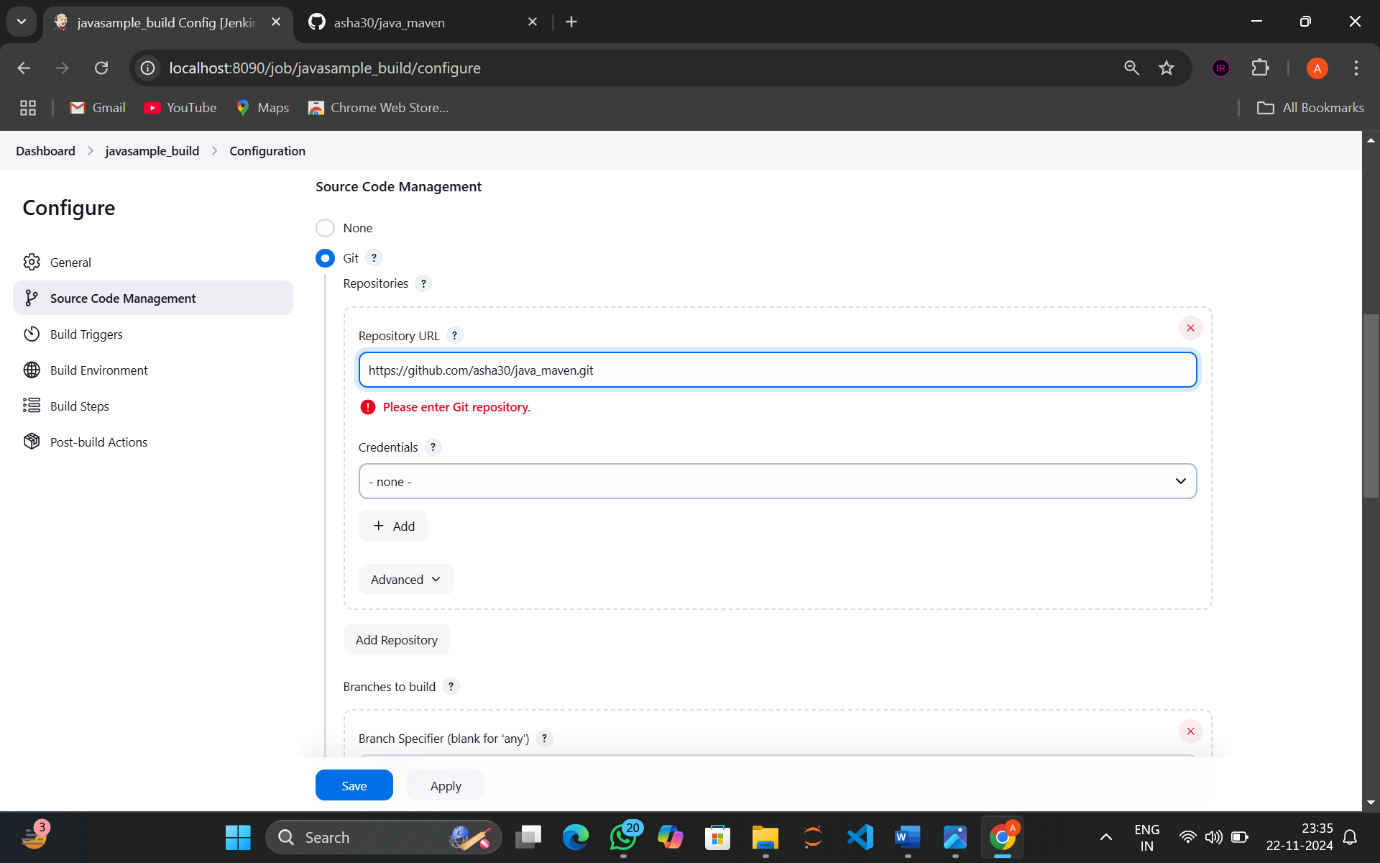 javasample_build Config [Jenkin
asha30/java_maven
localhost:8090/job/javasample_build/configure
BR
A
Gmail
YouTube
Maps
Chrome Web Store...
All Bookmarks
Dashboard
javasample_build
Configuration
Configure
General
Source Code Management
Build Triggers
Build Environment
Build Steps
Post-build Actions
Source Code Management
None
Git ?
Repositories ?
Repository URL ?
https://github.com/asha30/java_maven.git
Please enter Git repository.
Credentials ?
- none -
+ Add
Advanced
Add Repository
Branches to build ?
Branch Specifier (blank for 'any') ?
Save
Apply
3
Search
20
W
A
ENG
IN
23:35
22-11-2024